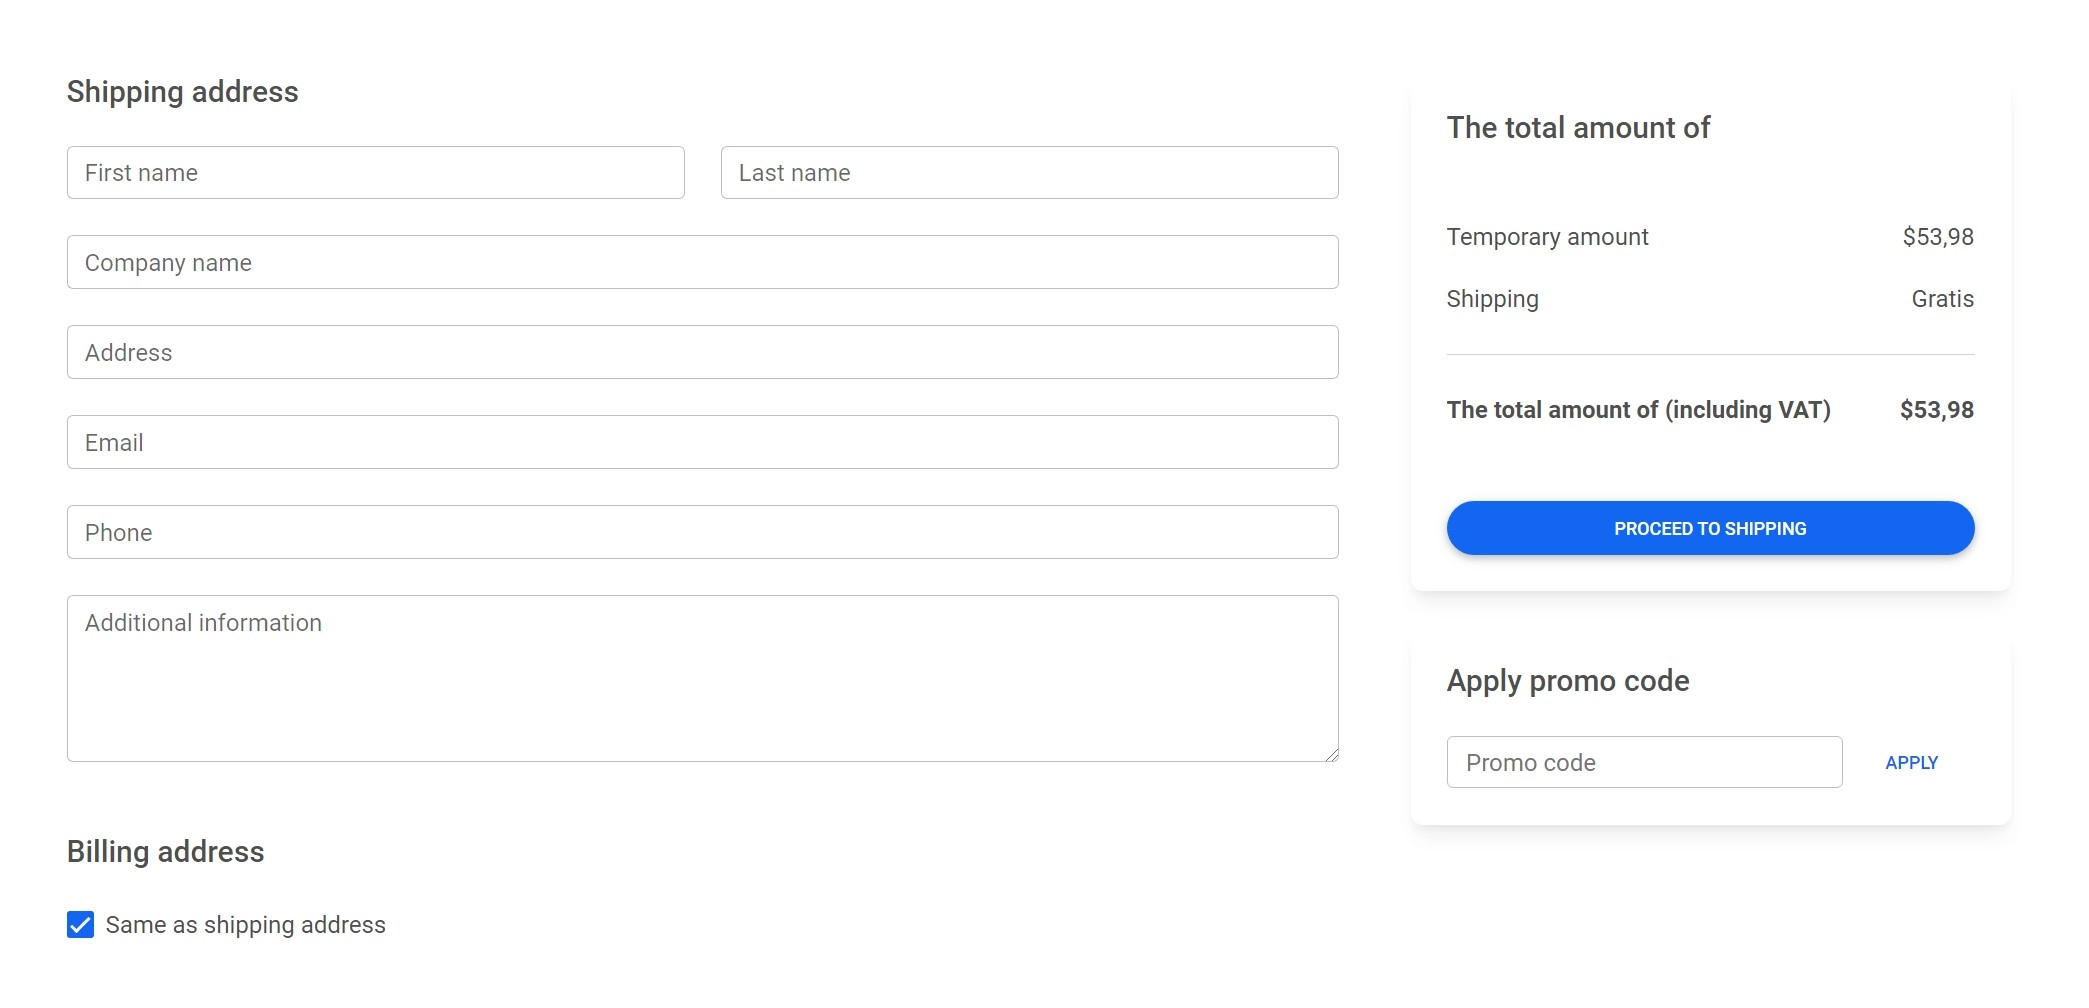 Shipping address
First name
Last name
Company name
Address
Email
Phone
Additional information
Billing address
Same as shipping address
The total amount of
Temporary amount $53,98
Shipping Gratis
The total amount of (including VAT) $53,98
PROCEED TO SHIPPING
Apply promo code
Promo code APPLY